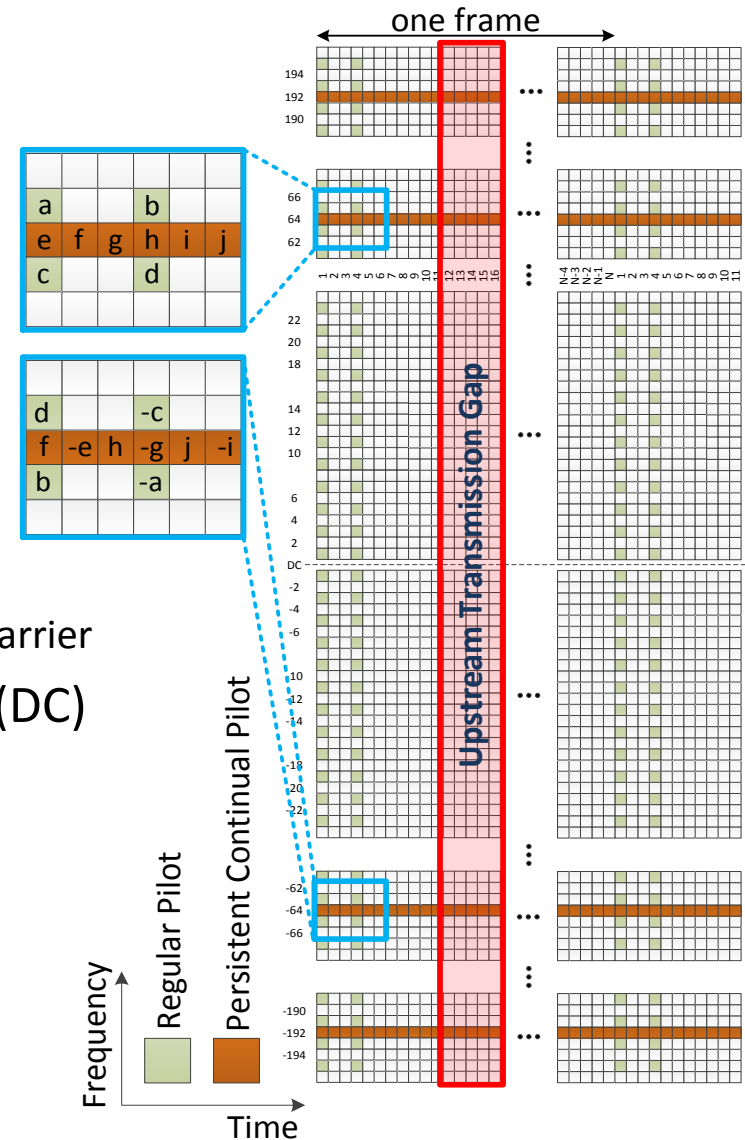 one frame
194
192
190
...
a b
e f g h i j
c d
66
64
62
...
1 2 3 4 5 6 7 8 9 10 11 12 13 14 15 16
N-4 N-3 N-2 N-1 N 1 2 3 4 5 6 7 8 9 10 11
d -c
f -e h -g j -i
b -a
22
20
18
14
12
10
...
6
4
2
DC
-2
-4
-6
-10
-12
-14
...
-18
-20
-22
Upstream Transmission Gap
arrier
(DC)
-62
-64
-66
...
-190
-192
-194
...
Regular Pilot
Persistent Continual Pilot
Frequency
Time